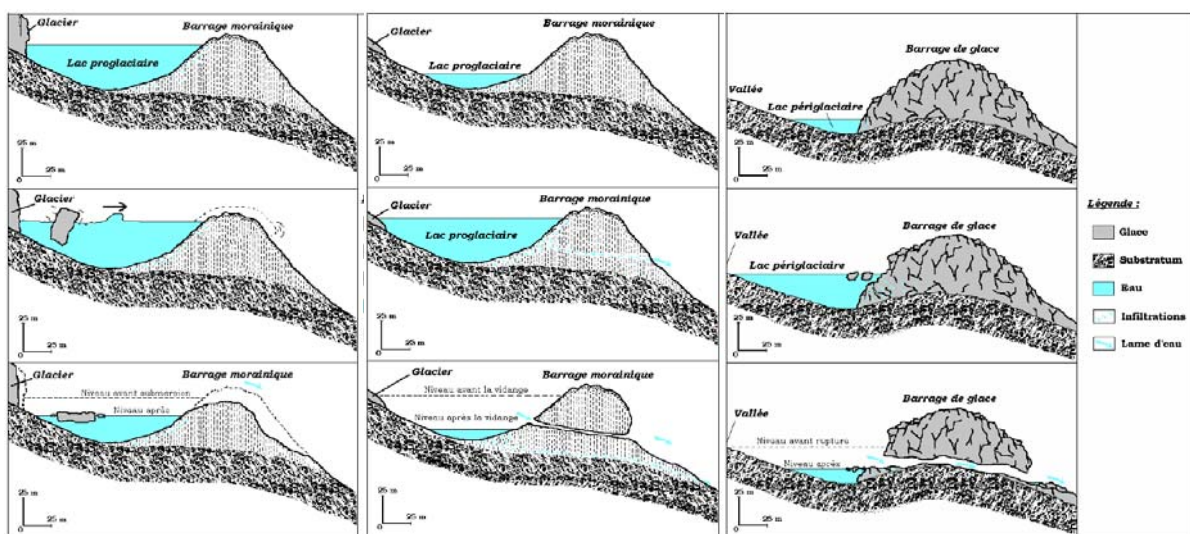 Glacier
Barrage morainique
Lac proglaciaire
25 m
0
25 m
Glacier
Barrage morainique
Lac proglaciaire
25 m
0
25 m
Barrage de glace
Vallée
Lac périglaciaire
25 m
0
25 m
Glacier
25 m
0
25 m
Glacier
Barrage morainique
Lac proglaciaire
25 m
0
25 m
Barrage de glace
Vallée
Lac périglaciaire
25 m
0
25 m
Glacier
Barrage morainique
Niveau avant submersion
Niveau après
25 m
0
25 m
Glacier
Barrage morainique
Niveau avant la vidange
Niveau après la vidange
25 m
0
25 m
Barrage de glace
Vallée
Niveau avant rupture
Niveau après
25 m
0
25 m
Légende :
Glace
Substratum
Eau
Infiltrations
Lame d'eau